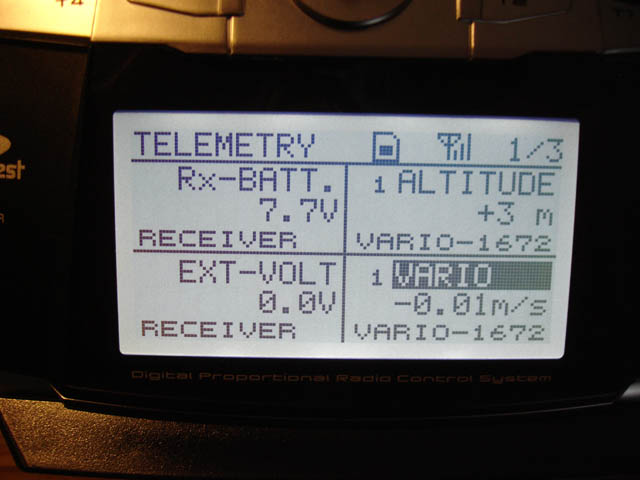 TELEMETRY 1/3
Rx-BATT.
7.7V
RECEIVER
1 ALTITUDE
+3 m
VARIO-1672
EXT-VOLT
0.0V
RECEIVER
1 VARIO
-0.01m/s
VARIO-1672
Digital Proportional Radio Control System